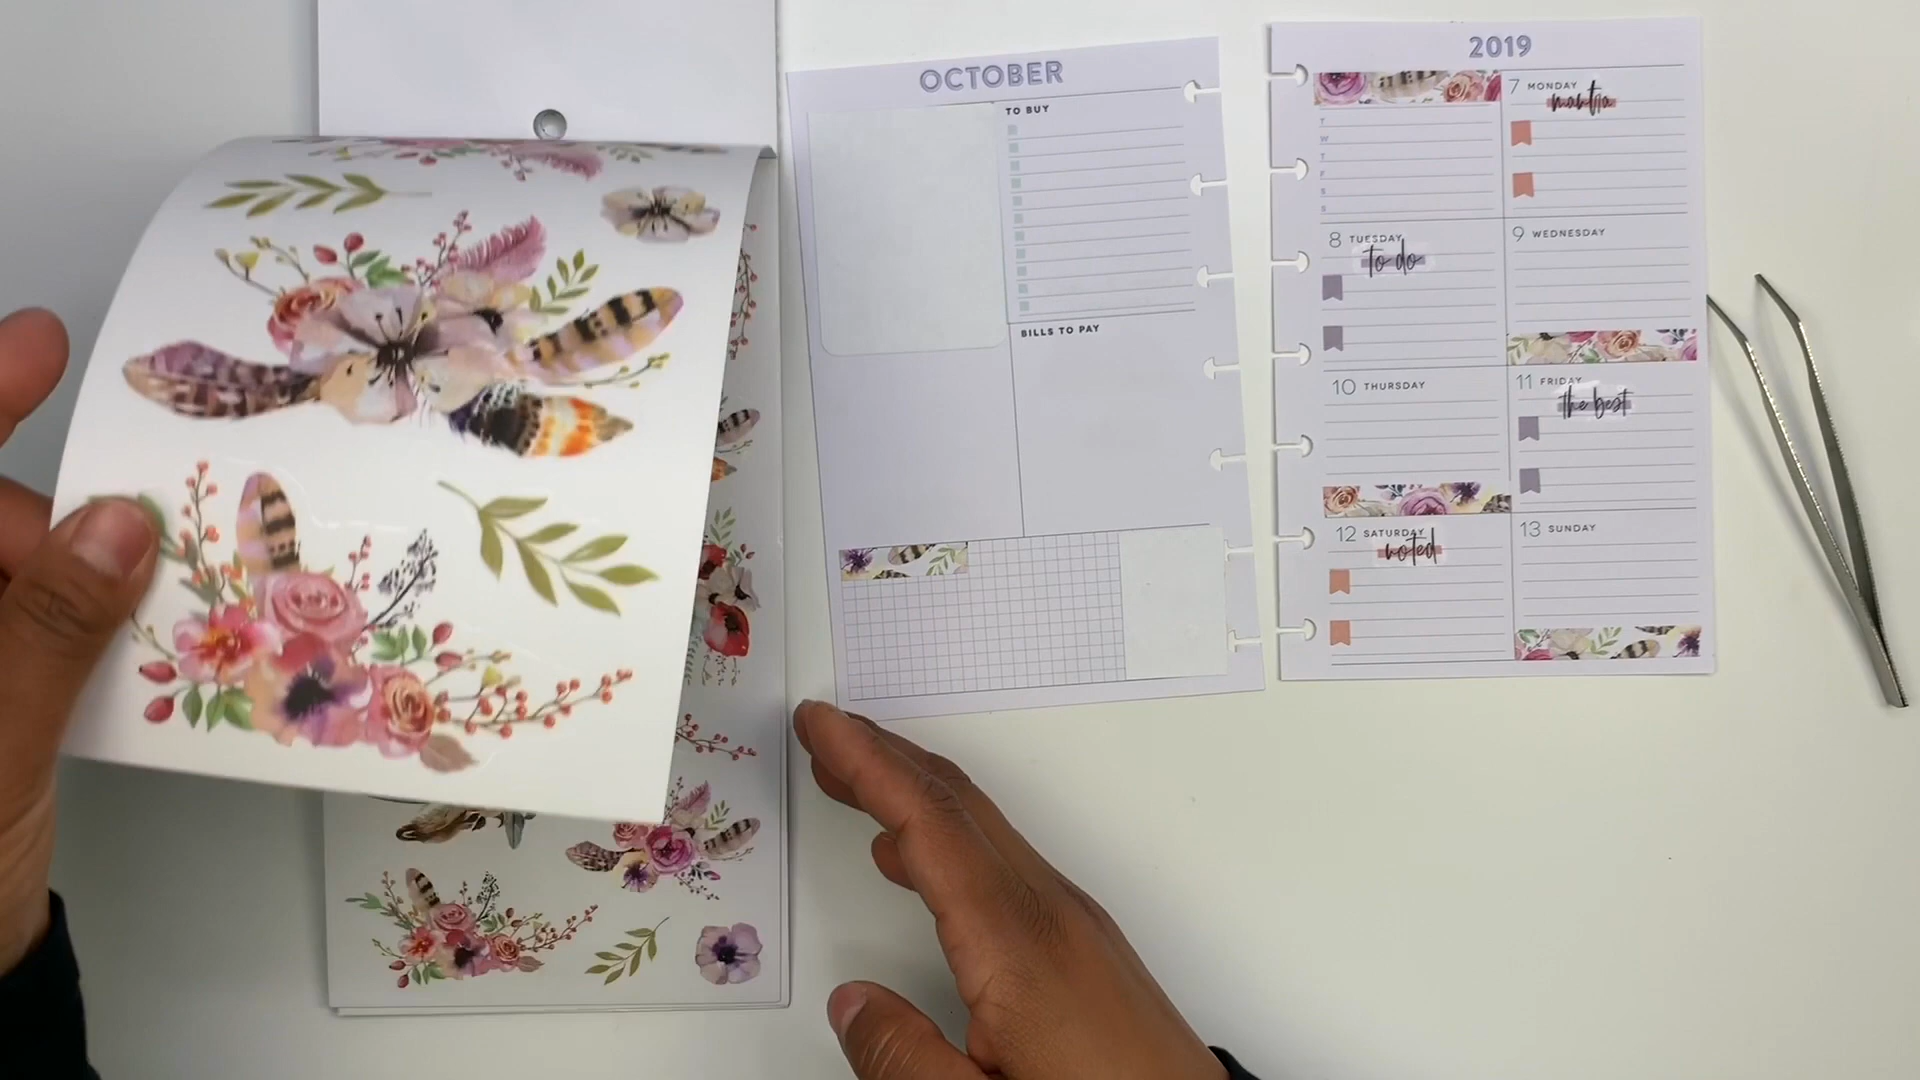 OCTOBER
TO BUY
BILLS TO PAY
2019
T
W
T
F
S
S
7 MONDAY
mantra
8 TUESDAY
to do
9 WEDNESDAY
10 THURSDAY
11 FRIDAY
the best
12 SATURDAY
noted
13 SUNDAY